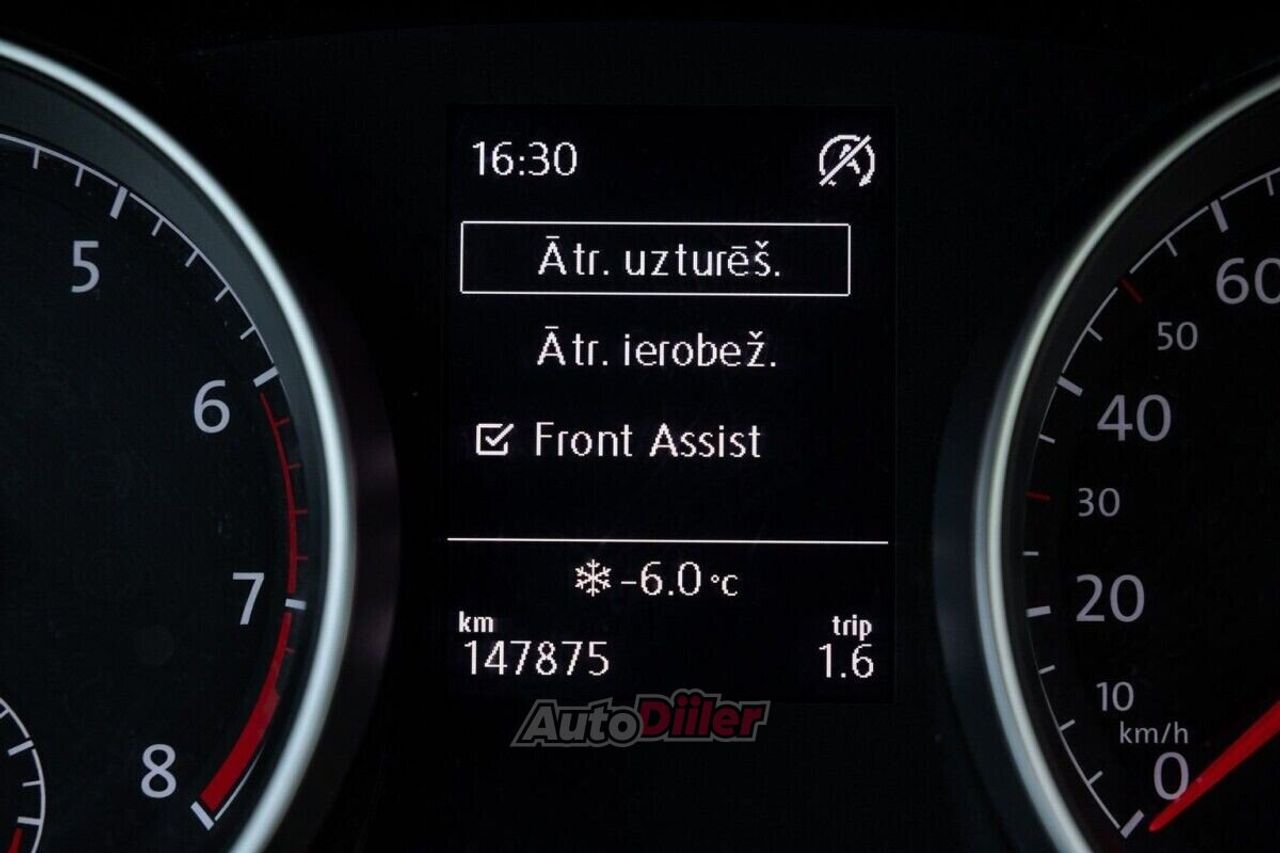 16:30
Ātr. uzturēš.
Ātr. ierobež.
Front Assist
-6.0 °C
km
trip
147875
1.6
5
6
7
8
60
50
40
30
20
10
km/h
0
AutoDiiler